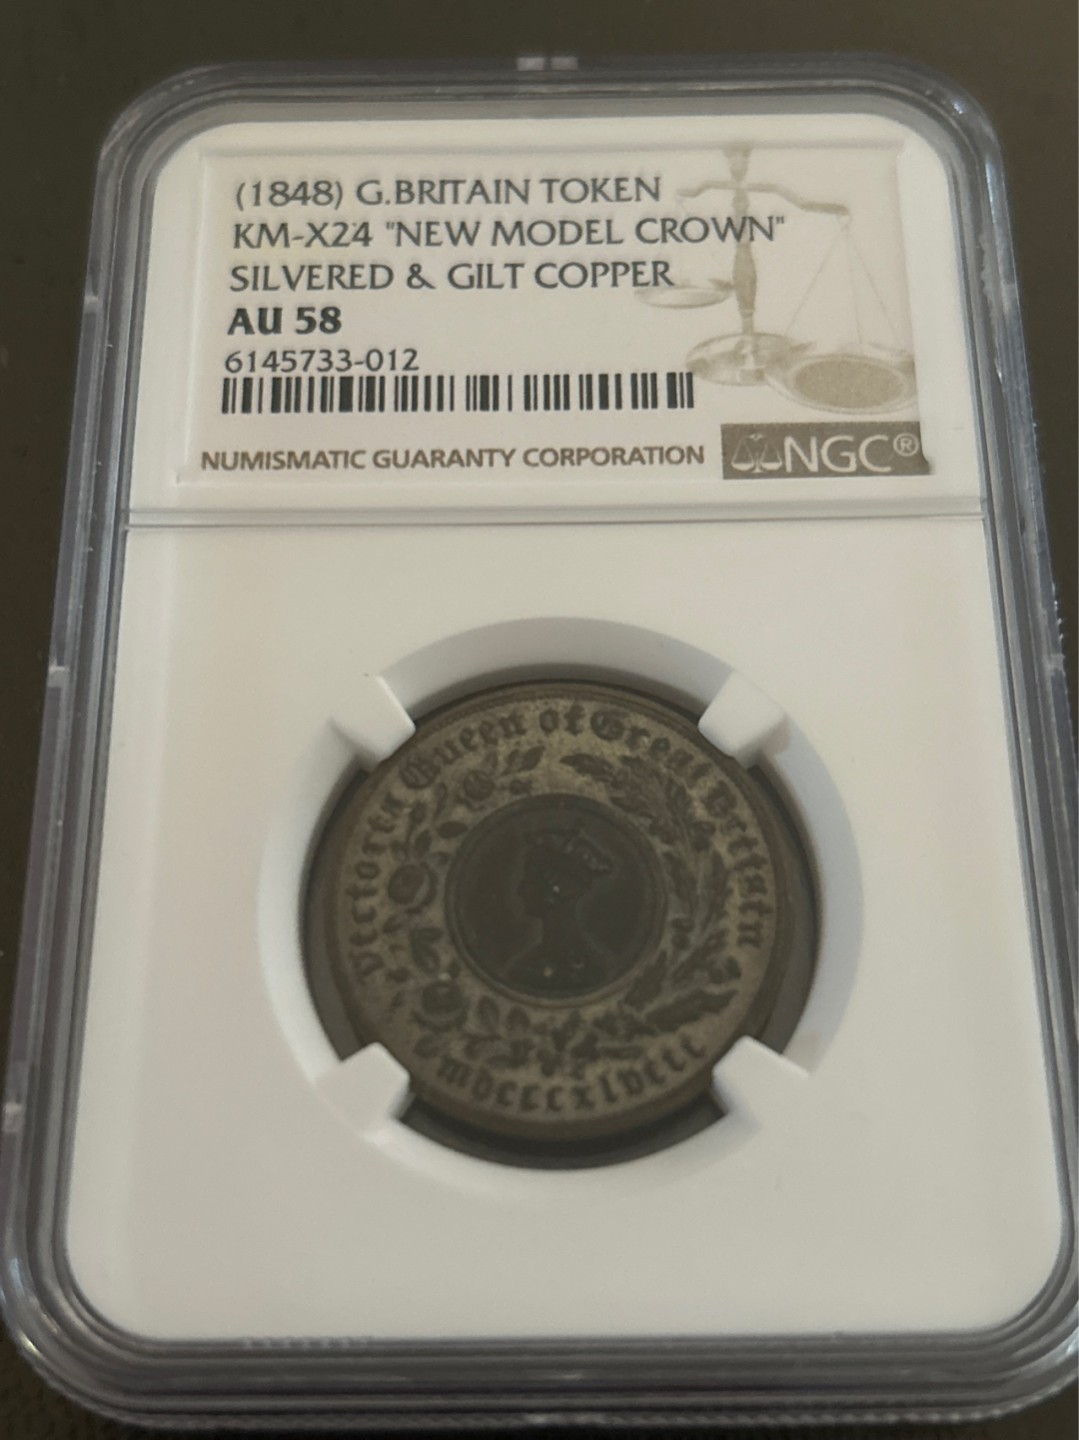 (1848) G.BRITAIN TOKEN
KM-X24 "NEW MODEL CROWN"
SILVERED & GILT COPPER
AU 58
6145733-012
NUMISMATIC GUARANTY CORPORATION
NGC®
Victoria Queen of Great Britain
mdcccxlviii